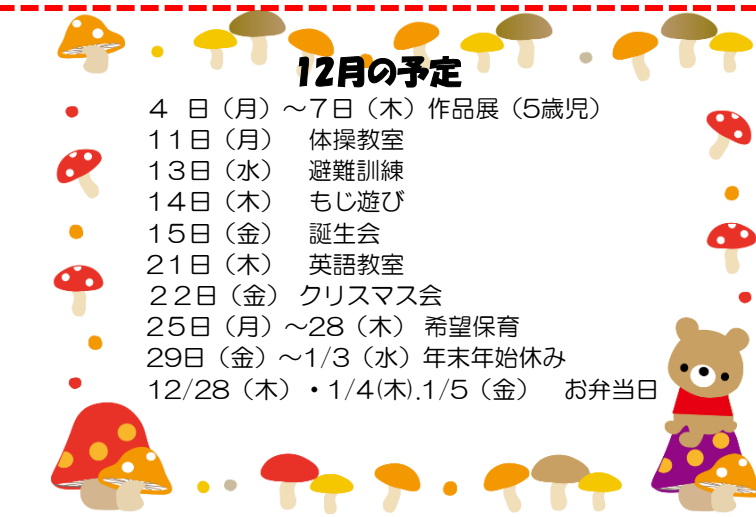 12月の予定
４　日（月）～７日（木）作品展（5歳児）
１１日（月）　体操教室
１３日（水）　避難訓練
１４日（木）　もじ遊び
１５日（金）　誕生会
２１日（木）　英語教室
２２日（金） クリスマス会
２５日（月）～28（木） 希望保育
29日（金）～1/3（水）年末年始休み
12/28（木）・1/4(木).1/5（金）　お弁当日